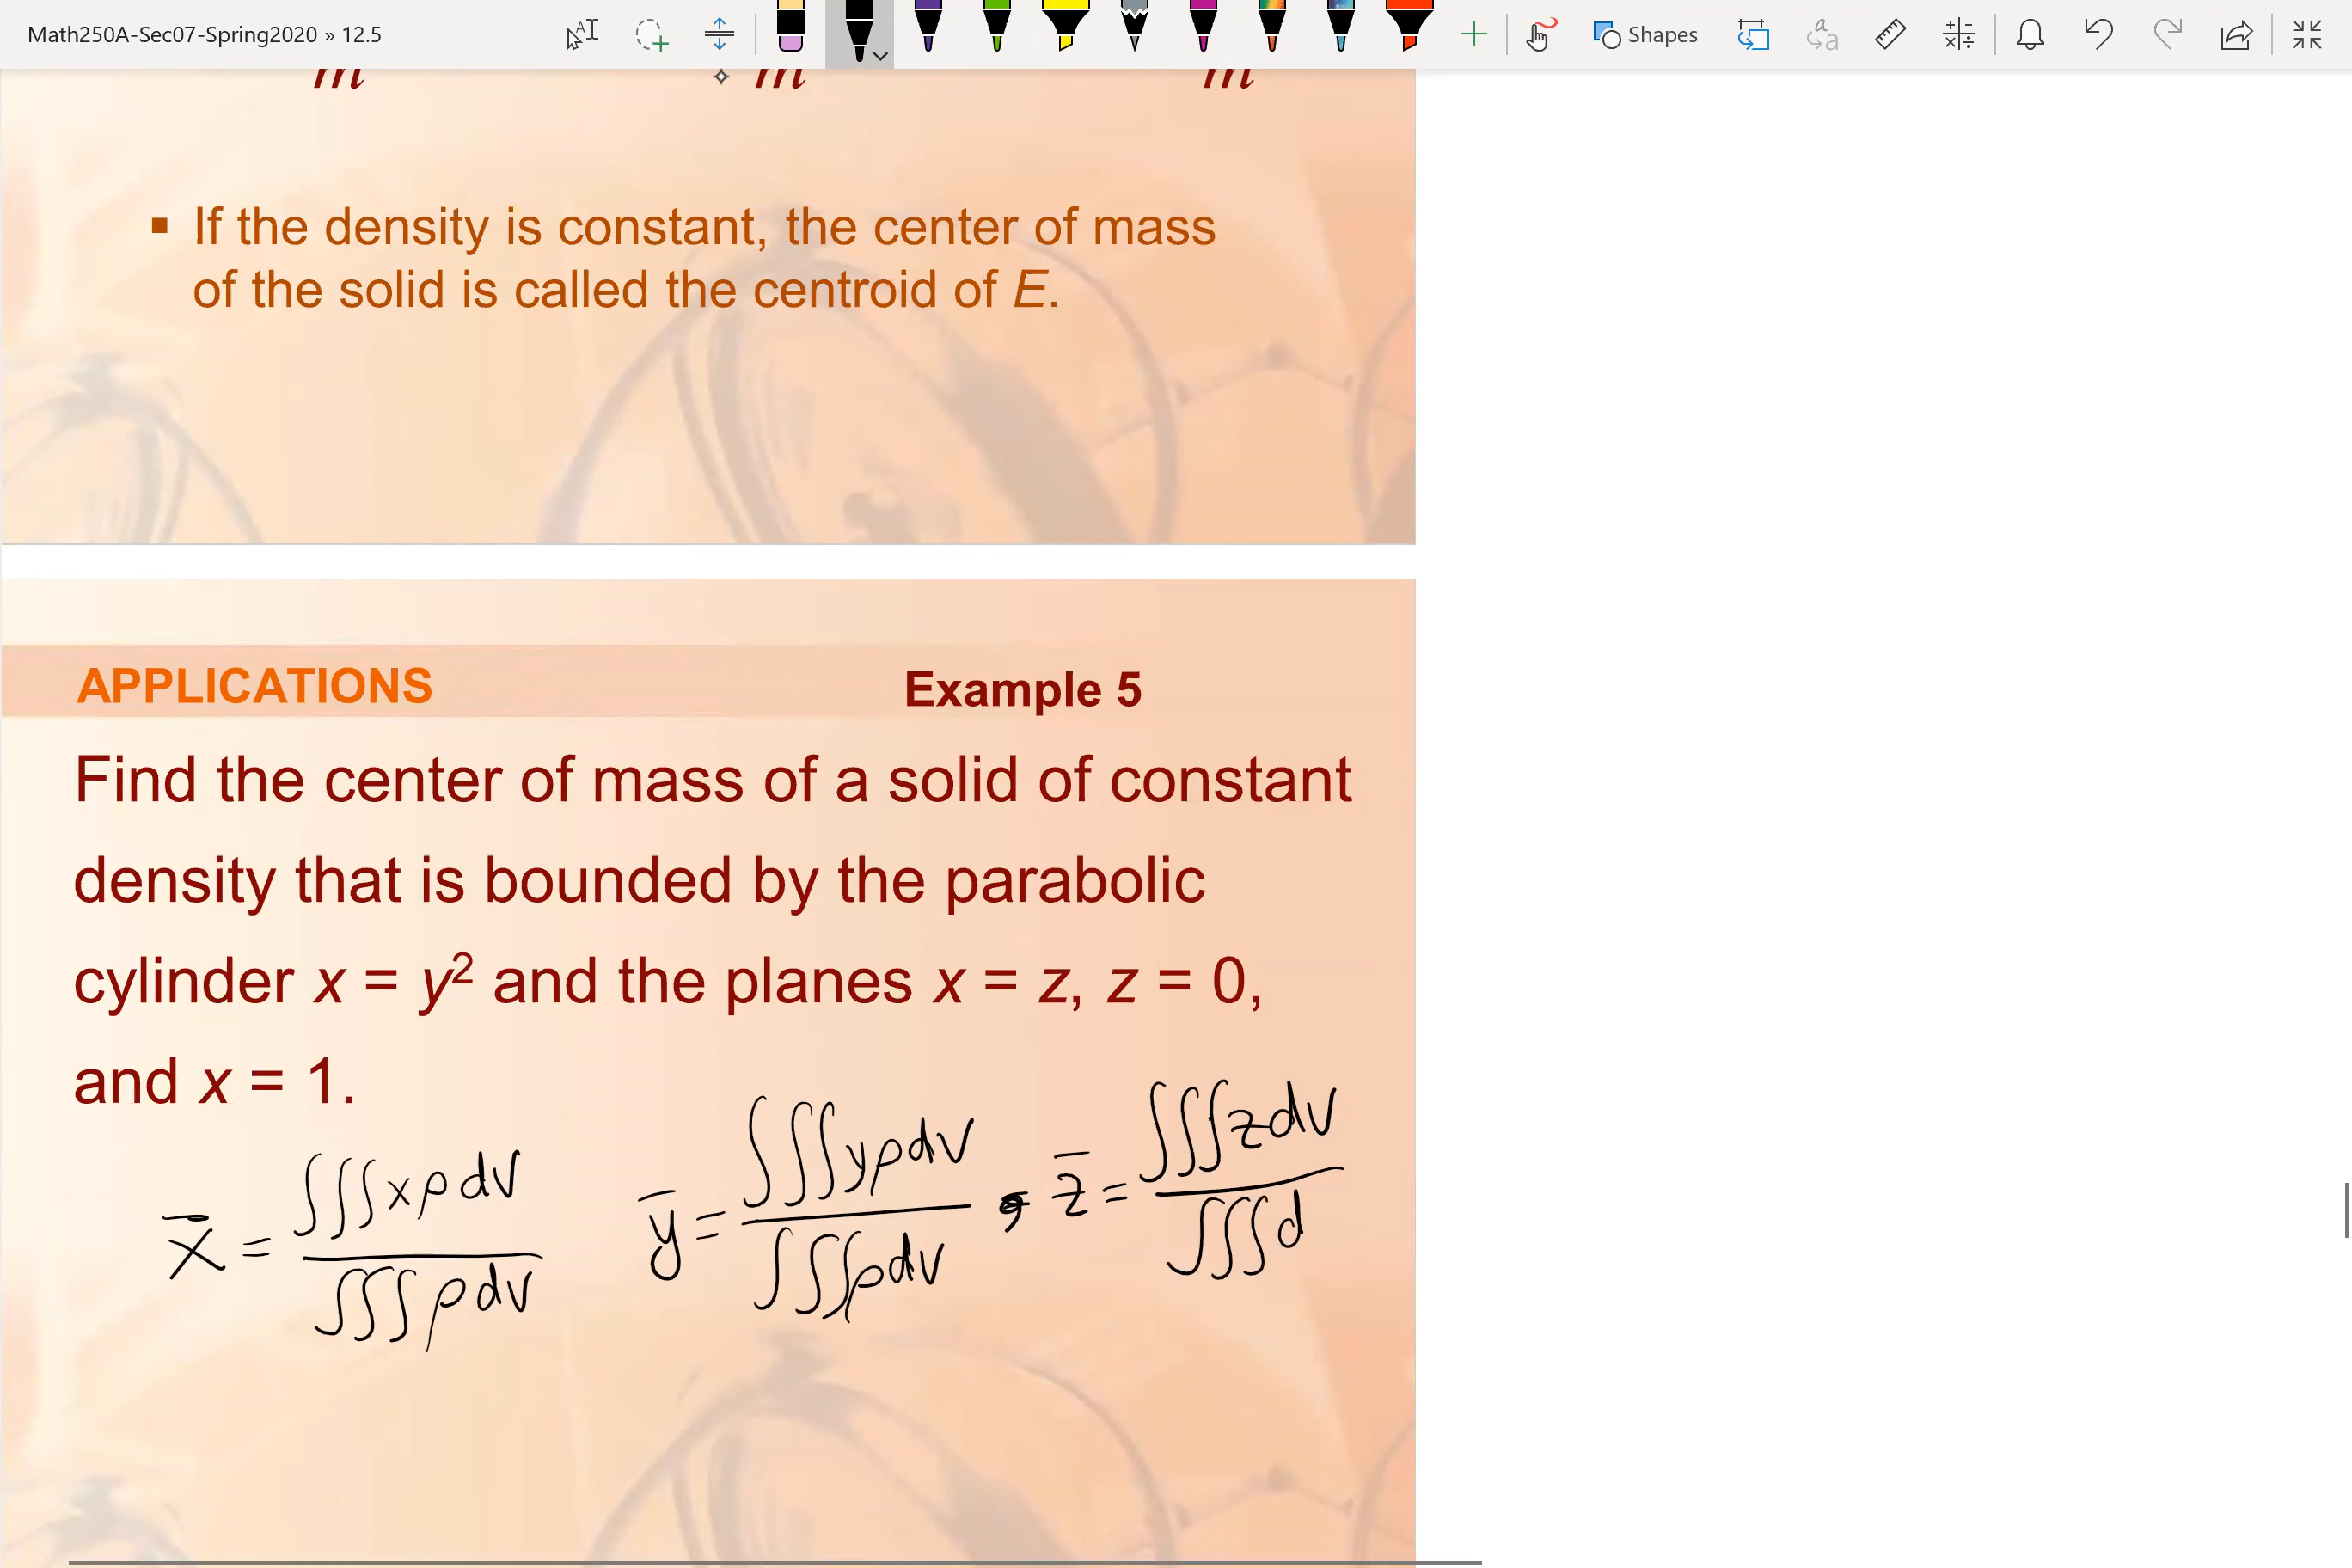 Math250A-Sec07-Spring2020 » 12.5
Shapes
m m m
▪ If the density is constant, the center of mass
of the solid is called the centroid of E.
APPLICATIONS
Example 5
Find the center of mass of a solid of constant
density that is bounded by the parabolic
cylinder x = y² and the planes x = z, z = 0,
and x = 1.
x̄ = ∫∫∫xρdV / ∫∫∫ρdV
ȳ = ∫∫∫yρdV / ∫∫∫ρdV , z̄ = ∫∫∫zdV / ∫∫∫d